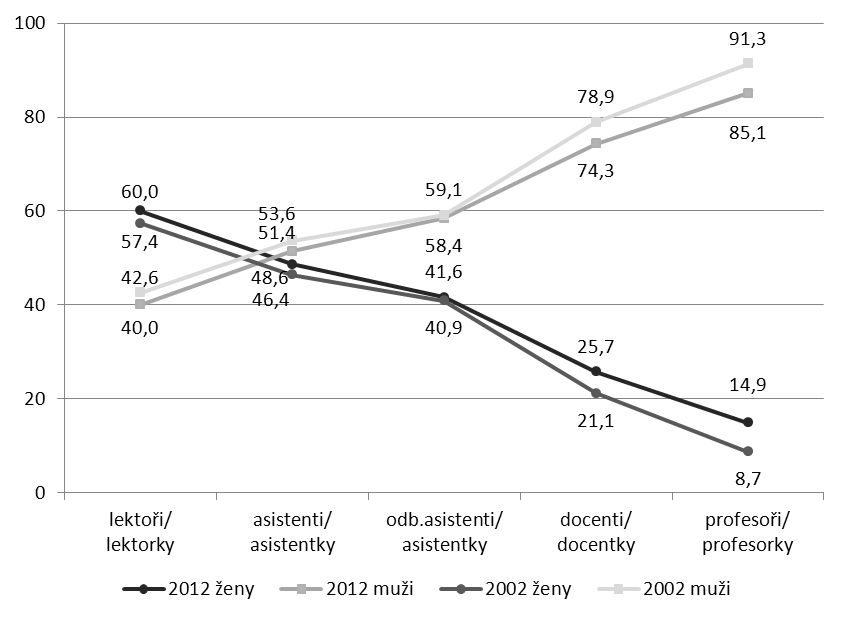 100
91,3
78,9
80
85,1
74,3
60,0
59,1
60
53,6
51,4
57,4
58,4
42,6
48,6
41,6
46,4
40
40,0
40,9
25,7
20
21,1
14,9
8,7
0
lektoři/
lektorky
asistenti/
asistentky
odb.asistenti/
asistentky
docenti/
docentky
profesoři/
profesorky
2012 ženy 2012 muži 2002 ženy 2002 muži